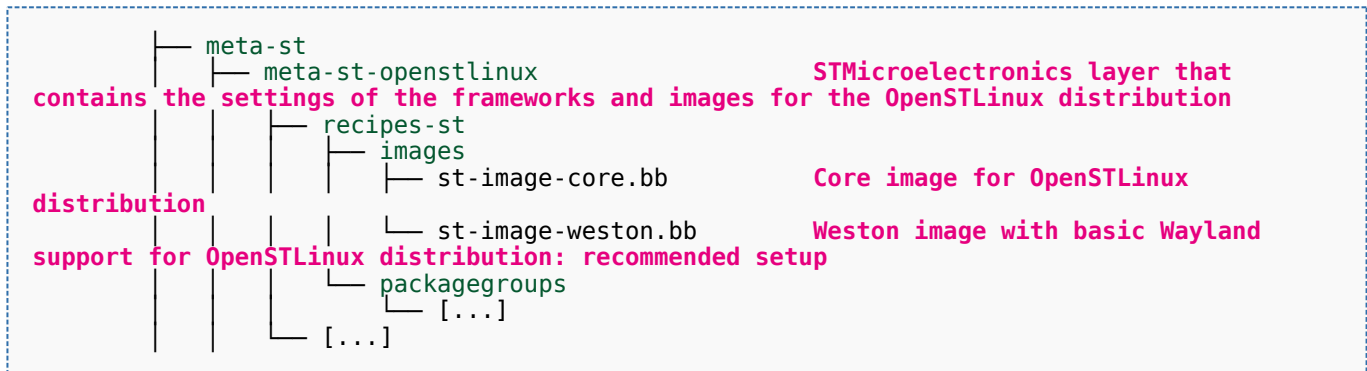 ├── meta-st
│   ├── meta-st-openstlinux                   STMicroelectronics layer that
contains the settings of the frameworks and images for the OpenSTLinux distribution
│   │   ├── recipes-st
│   │   │   ├── images
│   │   │   │   ├── st-image-core.bb          Core image for OpenSTLinux
distribution
│   │   │   │   └── st-image-weston.bb        Weston image with basic Wayland
support for OpenSTLinux distribution: recommended setup
│   │   │   └── packagegroups
│   │   │       └── [...]
│   │   └── [...]